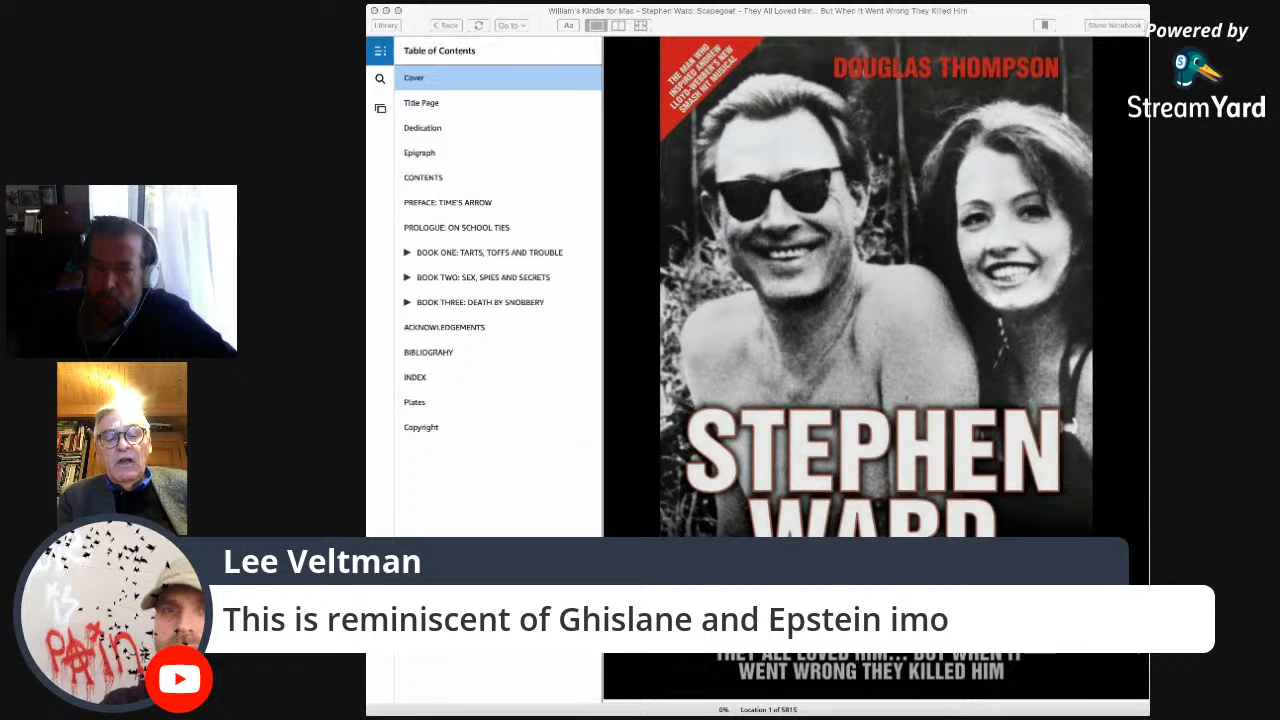 William's Kindle for Mac - Stephen Ward: Scapegoat - They All Loved Him... But When It Went Wrong They Killed Him
Library
Back
Go to
Aa
Show Notebook
Powered by
StreamYard
Table of Contents
Cover
Title Page
Dedication
Epigraph
CONTENTS
PREFACE: TIME'S ARROW
PROLOGUE: ON SCHOOL TIES
BOOK ONE: TARTS, TOFFS AND TROUBLE
BOOK TWO: SEX, SPIES AND SECRETS
BOOK THREE: DEATH BY SNOBBERY
ACKNOWLEDGEMENTS
BIBLIOGRAHY
INDEX
Plates
Copyright
THE MAN WHO
INSPIRED ANDREW
LLOYD-WEBBER'S NEW
SMASH HIT MUSICAL
DOUGLAS THOMPSON
STEPHEN
WARD
Lee Veltman
This is reminiscent of Ghislane and Epstein imo
THEY ALL LOVED HIM... BUT WHEN IT
WENT WRONG THEY KILLED HIM
PAiN
0% Location 1 of 5815